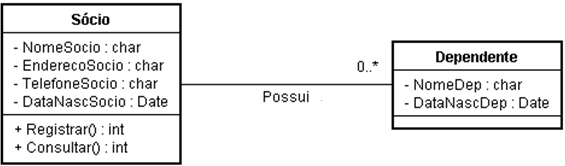 Sócio
- NomeSocio : char
- EnderecoSocio : char
- TelefoneSocio : char
- DataNascSocio : Date
+ Registrar() : int
+ Consultar() : int
0..*
Possui
Dependente
- NomeDep : char
- DataNascDep : Date